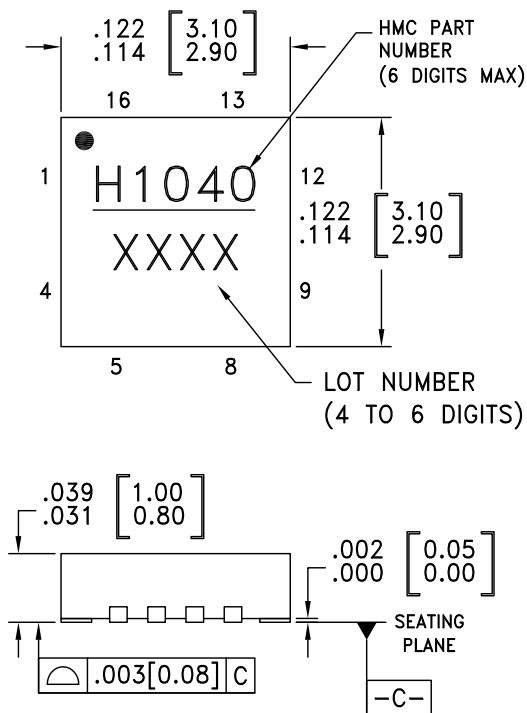 .122 [3.10]
.114 [2.90]
HMC PART
NUMBER
(6 DIGITS MAX)
16 13
1 12
H1040
XXXX
.122 [3.10]
.114 [2.90]
4 9
5 8
LOT NUMBER
(4 TO 6 DIGITS)
.039 [1.00]
.031 [0.80]
.002 [0.05]
.000 [0.00]
SEATING
PLANE
.003[0.08] C
-C-